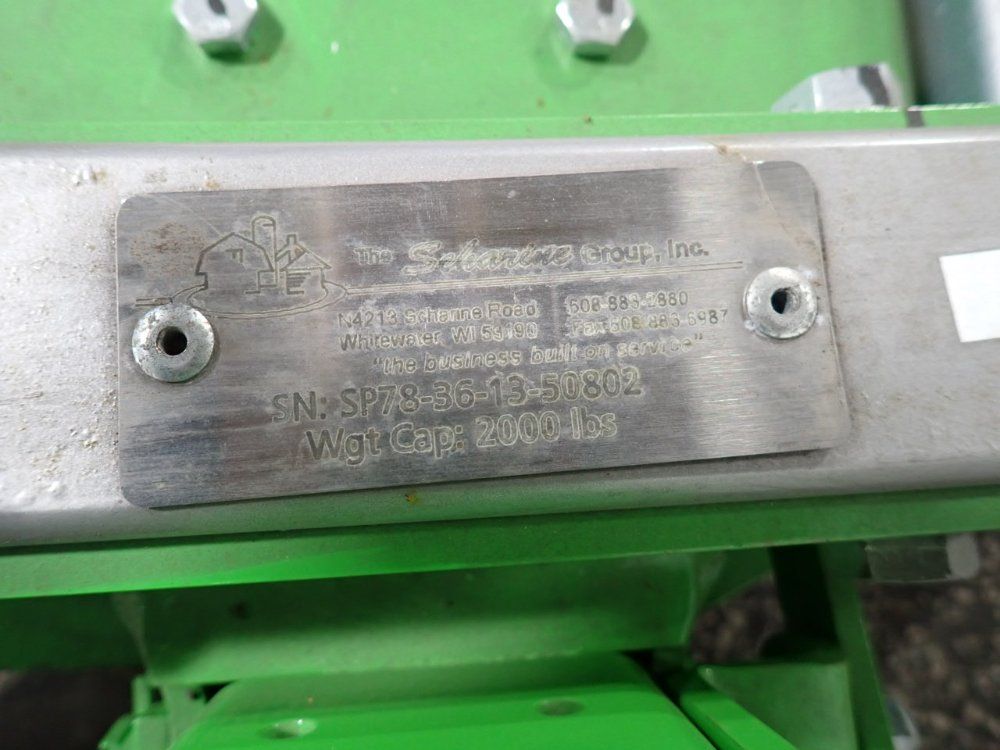 The Scharine Group, Inc.
N4213 Scharine Road
Whitewater, WI 53190
608-883-2880
Fax 608-883-6987
"the business built on service"
SN: SP78-36-13-50802
Wgt Cap: 2000 lbs